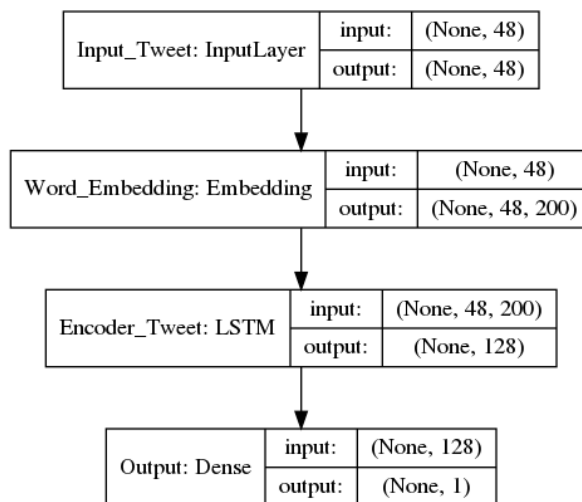 Input_Tweet: InputLayer
input: (None, 48)
output: (None, 48)
Word_Embedding: Embedding
input: (None, 48)
output: (None, 48, 200)
Encoder_Tweet: LSTM
input: (None, 48, 200)
output: (None, 128)
Output: Dense
input: (None, 128)
output: (None, 1)